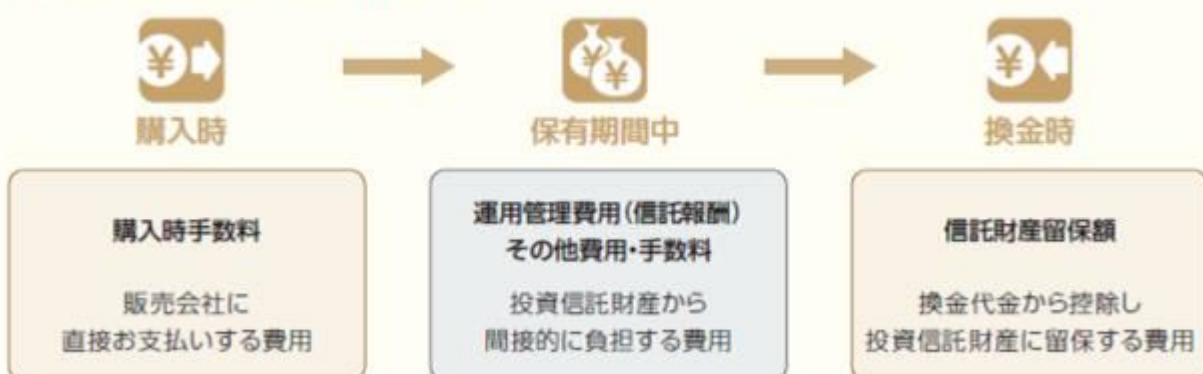 購入時
保有期間中
換金時
購入時手数料
販売会社に
直接お支払いする費用
運用管理費用(信託報酬)
その他費用・手数料
投資信託財産から
間接的に負担する費用
信託財産留保額
換金代金から控除し
投資信託財産に留保する費用